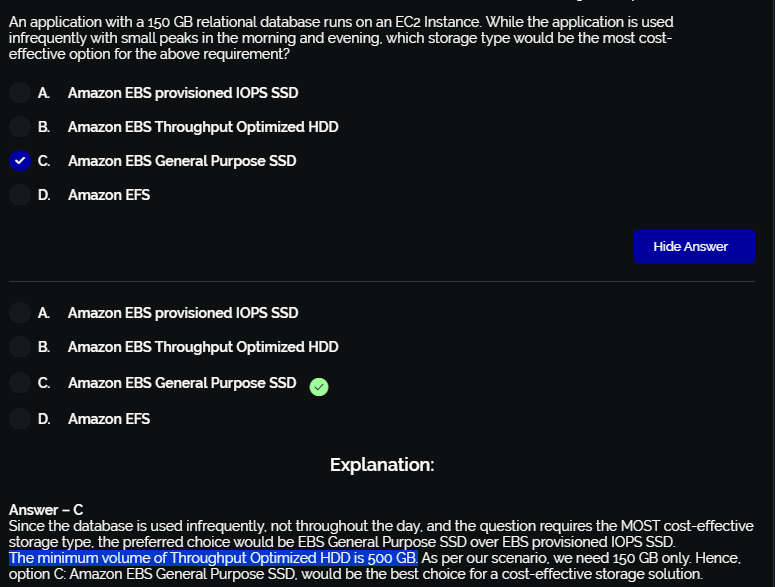 An application with a 150 GB relational database runs on an EC2 Instance. While the application is used
infrequently with small peaks in the morning and evening, which storage type would be the most cost-
effective option for the above requirement?
A. Amazon EBS provisioned IOPS SSD
B. Amazon EBS Throughput Optimized HDD
C. Amazon EBS General Purpose SSD
D. Amazon EFS
Hide Answer
A. Amazon EBS provisioned IOPS SSD
B. Amazon EBS Throughput Optimized HDD
C. Amazon EBS General Purpose SSD
D. Amazon EFS
Explanation:
Answer – C
Since the database is used infrequently, not throughout the day, and the question requires the MOST cost-effective
storage type, the preferred choice would be EBS General Purpose SSD over EBS provisioned IOPS SSD.
The minimum volume of Throughput Optimized HDD is 500 GB. As per our scenario, we need 150 GB only. Hence,
option C: Amazon EBS General Purpose SSD, would be the best choice for a cost-effective storage solution.